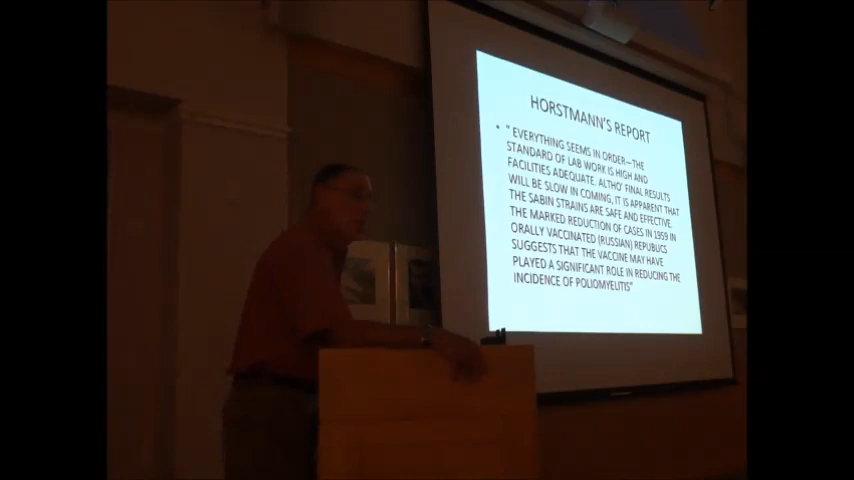 HORSTMANN'S REPORT
• "EVERYTHING SEEMS IN ORDER—THE
STANDARD OF LAB WORK IS HIGH AND
FACILITIES ADEQUATE. ALTHO' FINAL RESULTS
WILL BE SLOW IN COMING, IT IS APPARENT THAT
THE SABIN STRAINS ARE SAFE AND EFFECTIVE.
THE MARKED REDUCTION OF CASES IN 1959 IN
ORALLY VACCINATED (RUSSIAN) REPUBLICS
SUGGESTS THAT THE VACCINE MAY HAVE
PLAYED A SIGNIFICANT ROLE IN REDUCING THE
INCIDENCE OF POLIOMYELITIS"